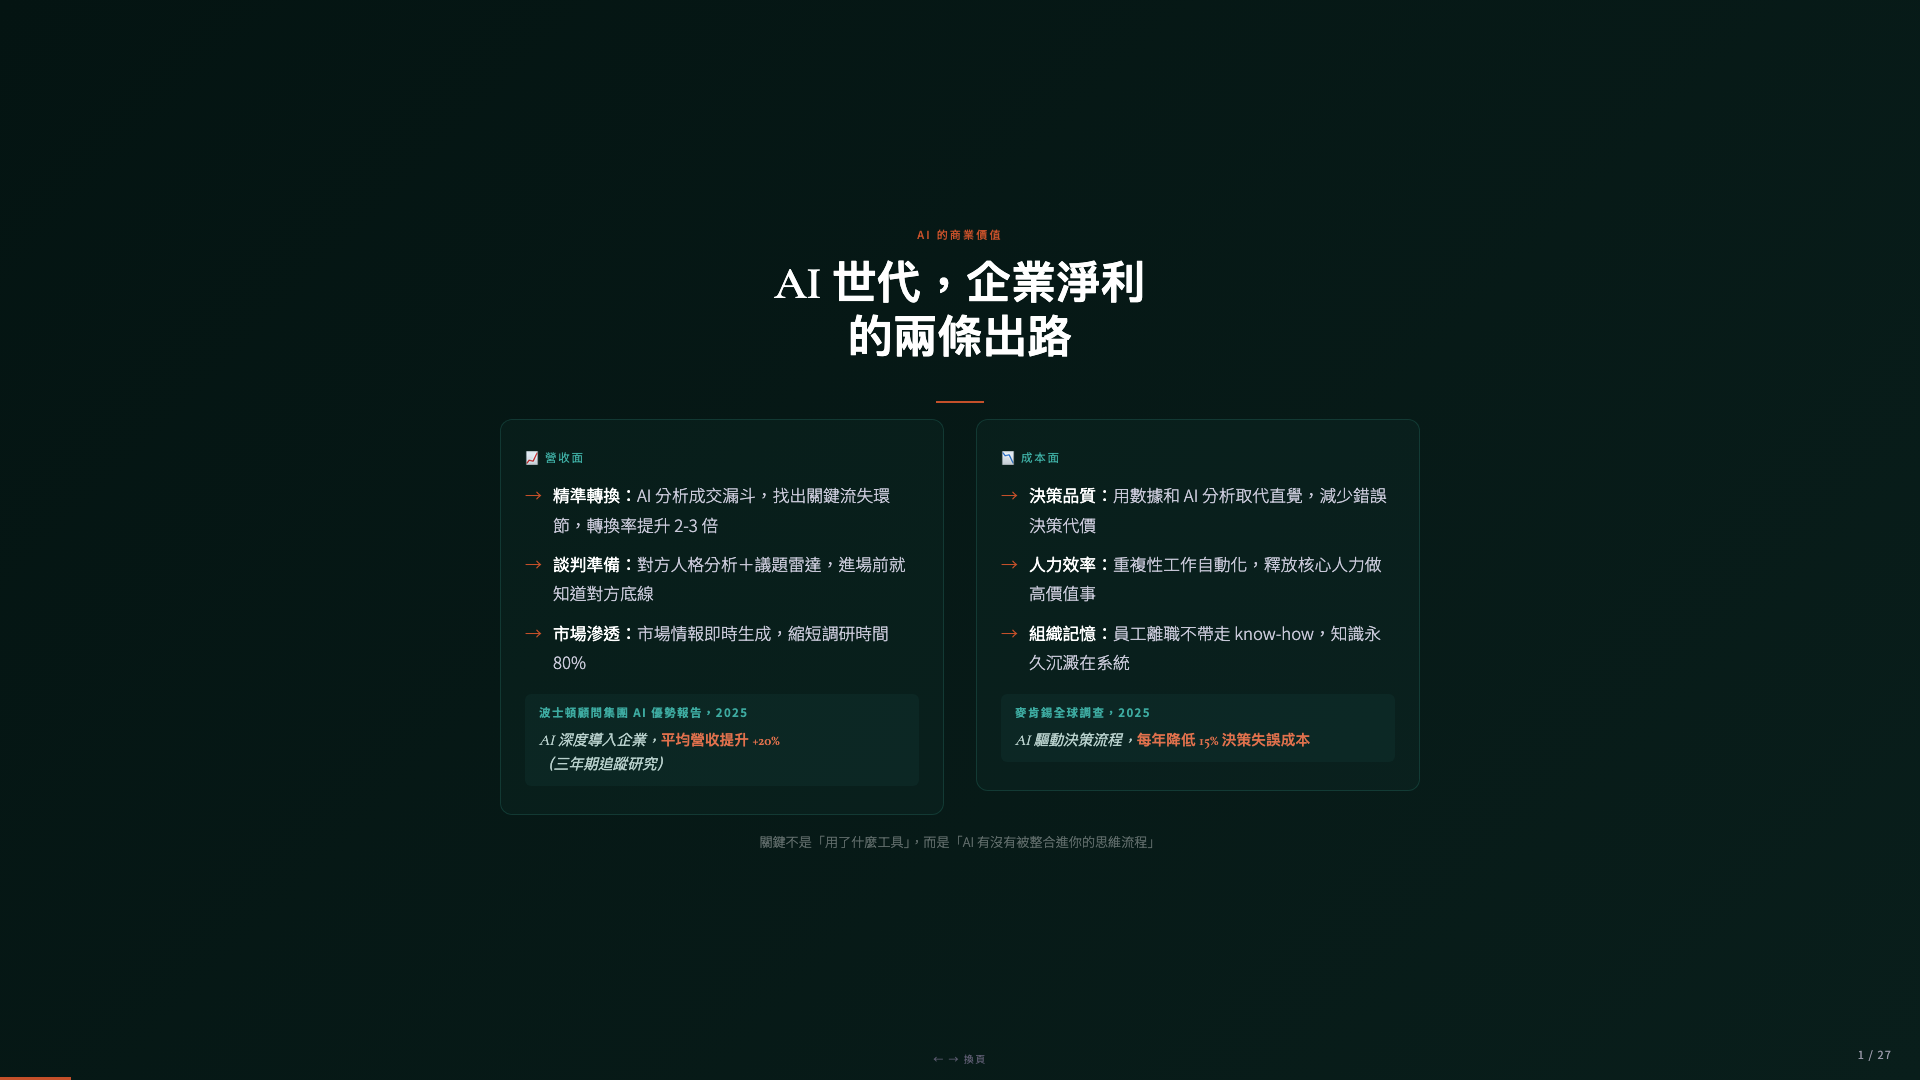 AI 的商業價值
AI 世代，企業淨利
的兩條出路
📈 營收面
→ 精準轉換：AI 分析成交漏斗，找出關鍵流失環
節，轉換率提升 2-3 倍
→ 談判準備：對方人格分析＋議題雷達，進場前就
知道對方底線
→ 市場滲透：市場情報即時生成，縮短調研時間
80%
波士頓顧問集團 AI 優勢報告，2025
AI 深度導入企業，平均營收提升 +20%
（三年期追蹤研究）
📉 成本面
→ 決策品質：用數據和 AI 分析取代直覺，減少錯誤
決策代價
→ 人力效率：重複性工作自動化，釋放核心人力做
高價值事
→ 組織記憶：員工離職不帶走 know-how，知識永
久沉澱在系統
麥肯錫全球調查，2025
AI 驅動決策流程，每年降低 15% 決策失誤成本
關鍵不是「用了什麼工具」，而是「AI 有沒有被整合進你的思維流程」
← → 換頁
1 / 27